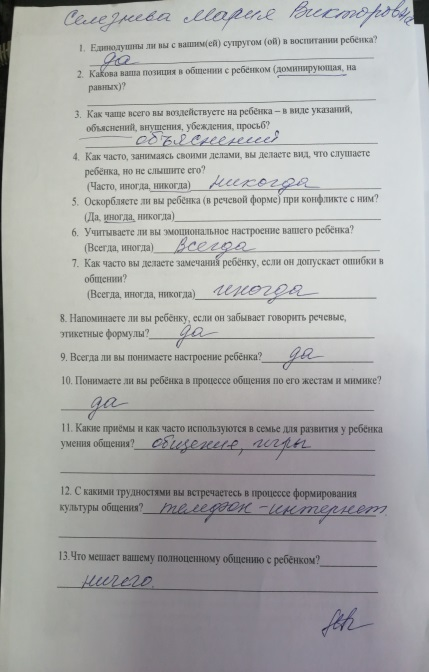 Селезнева Мария Викторовна
1. Единодушны ли вы с вашим(ей) супругом (ой) в воспитании ребёнка?
да
2. Какова ваша позиция в общении с ребёнком (доминирующая, на
равных)?
3. Как чаще всего вы воздействуете на ребёнка – в виде указаний,
объяснений, внушения, убеждения, просьб?
объяснений
4. Как часто, занимаясь своими делами, вы делаете вид, что слушаете
ребёнка, но не слышите его?
(Часто, иногда, никогда) никогда
5. Оскорбляете ли вы ребёнка (в речевой форме) при конфликте с ним?
(Да, иногда, никогда)
6. Учитываете ли вы эмоциональное настроение вашего ребёнка?
(Всегда, иногда) всегда
7. Как часто вы делаете замечания ребёнку, если он допускает ошибки в
общении?
(Всегда, иногда, никогда) иногда
8. Напоминаете ли вы ребёнку, если он забывает говорить речевые,
этикетные формулы? да
9. Всегда ли вы понимаете настроение ребёнка? да
10. Понимаете ли вы ребёнка в процессе общения по его жестам и мимике?
да
11. Какие приёмы и как часто используются в семье для развития у ребёнка
умения общения? общение, игры
12. С какими трудностями вы встречаетесь в процессе формирования
культуры общения? телефон - интернет
13.Что мешает вашему полноценному общению с ребёнком?
ничего.